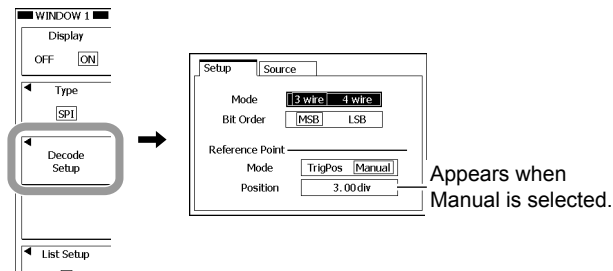 WINDOW 1
Display
OFF ON
Type
SPI
Decode
Setup
List Setup
Setup Source
Mode 3 wire 4 wire
Bit Order MSB LSB
Reference Point
Mode TrigPos Manual
Position 3.00div
Appears when
Manual is selected.